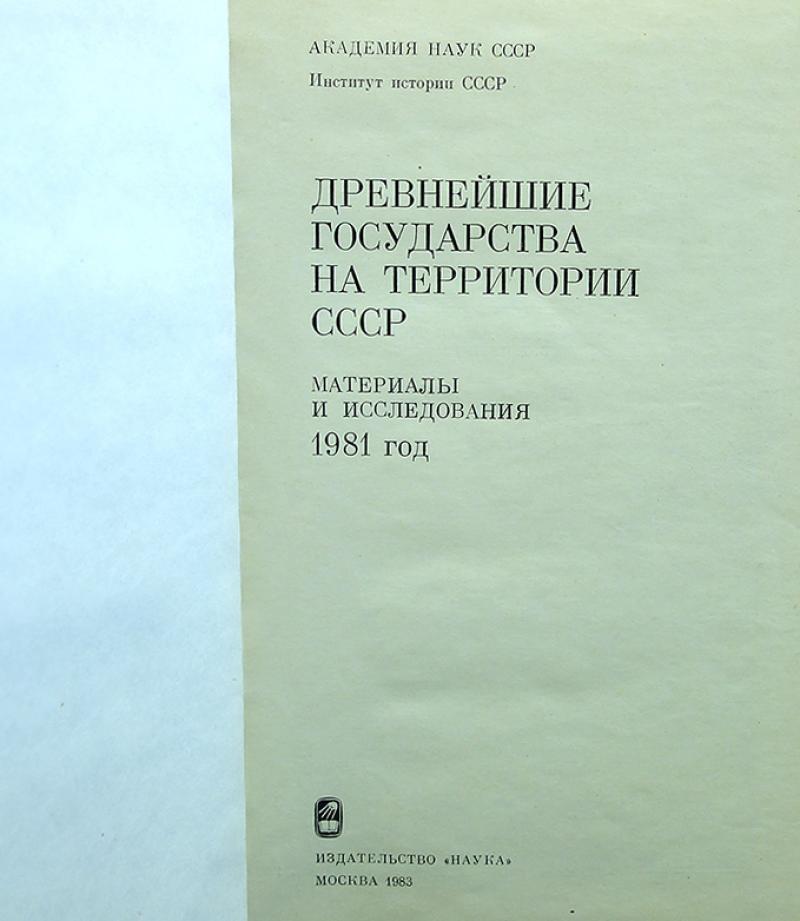 АКАДЕМИЯ НАУК СССР
Институт истории СССР
ДРЕВНЕЙШИЕ
ГОСУДАРСТВА
НА ТЕРРИТОРИИ
СССР
МАТЕРИАЛЫ
И ИССЛЕДОВАНИЯ
1981 год
ИЗДАТЕЛЬСТВО «НАУКА»
МОСКВА 1983